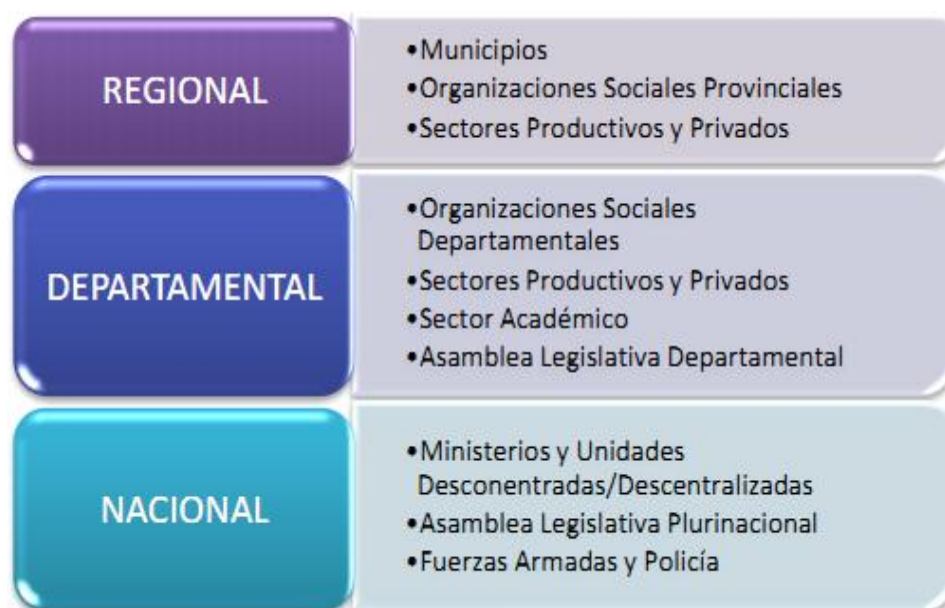 REGIONAL
•Municipios
•Organizaciones Sociales Provinciales
•Sectores Productivos y Privados
DEPARTAMENTAL
•Organizaciones Sociales
Departamentales
•Sectores Productivos y Privados
•Sector Académico
•Asamblea Legislativa Departamental
NACIONAL
•Ministerios y Unidades
Desconentradas/Descentralizadas
•Asamblea Legislativa Plurinacional
•Fuerzas Armadas y Policía